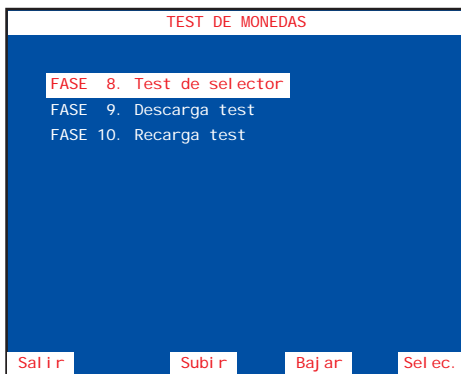 TEST DE MONEDAS
FASE 8. Test de selector
FASE 9. Descarga test
FASE 10. Recarga test
Salir Subir Bajar Selec.